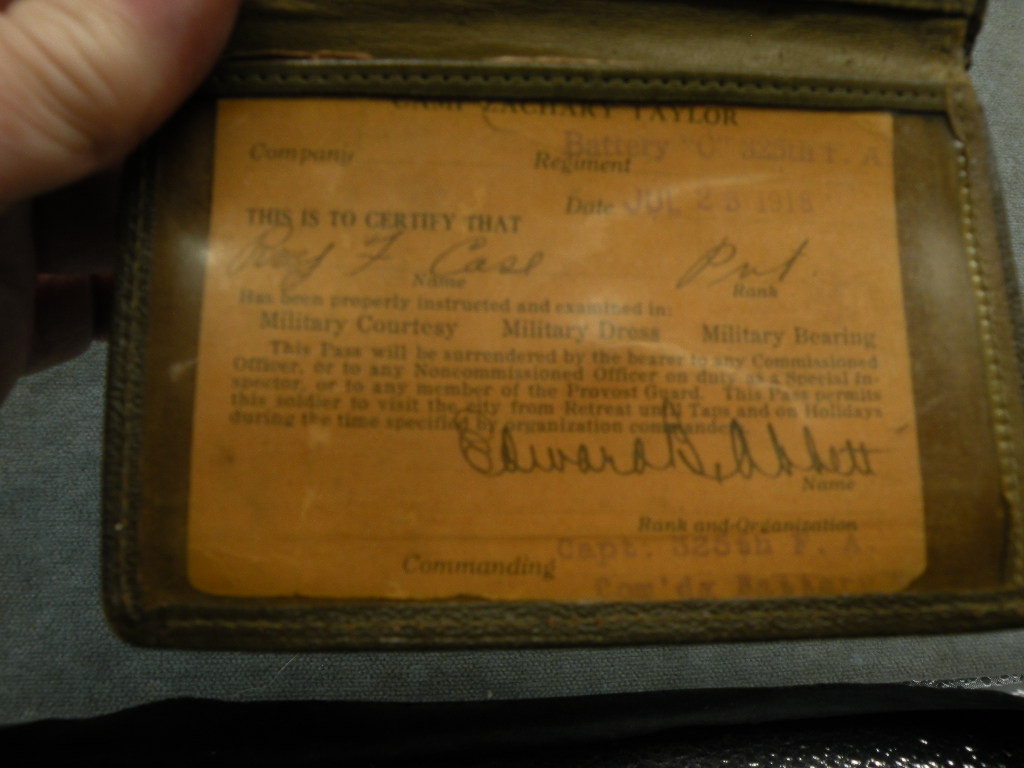 CAMP ZACHARY TAYLOR
Company Regiment Battery "C" 325th F. A
Date JUL 23 1918
THIS IS TO CERTIFY THAT
Roy F Case Pvt.
Name Rank
Has been properly instructed and examined in:
Military Courtesy Military Dress Military Bearing
This Pass will be surrendered by the bearer to any Commissioned
Officer, or to any Noncommissioned Officer on duty as a Special In-
spector, or to any member of the Provost Guard. This Pass permits
this soldier to visit the city from Retreat until Taps and on Holidays
during the time specified by organization commander
Edward D. Abbett
Name
Rank and Organization
Capt. 325th F. A.
Commanding
Com'dg Battery